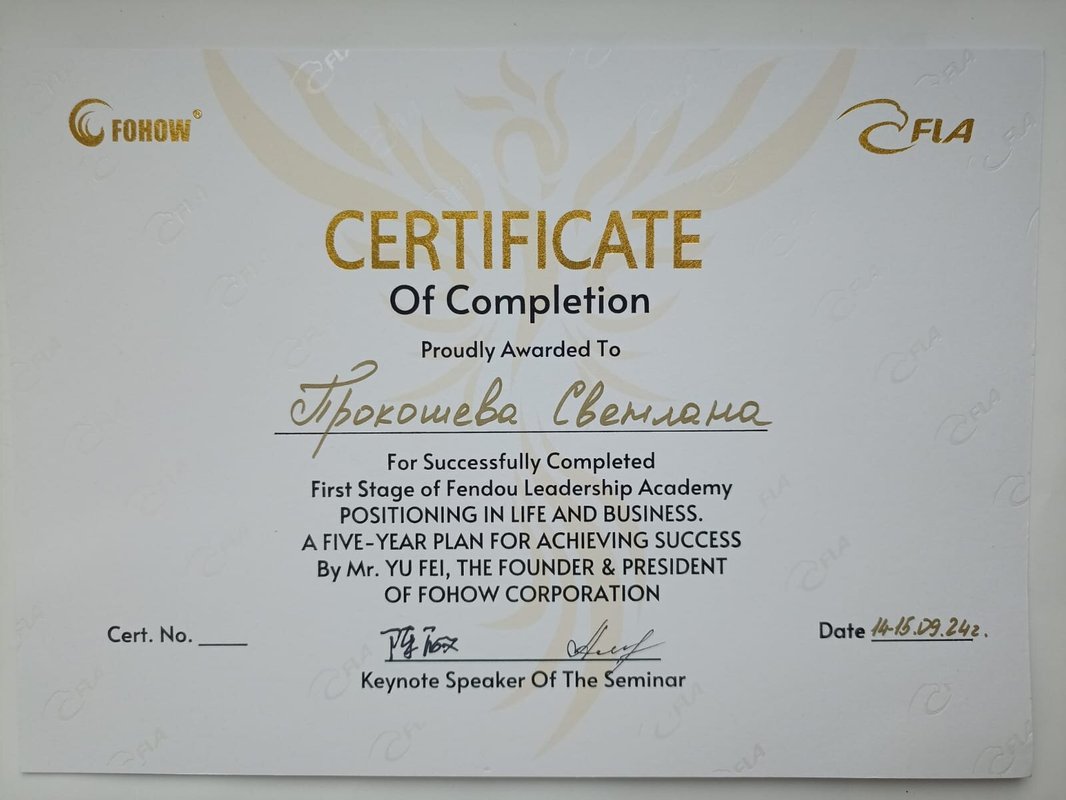 FOHOW®
FLA
CERTIFICATE
Of Completion
Proudly Awarded To
Прокошева Светлана
For Successfully Completed
First Stage of Fendou Leadership Academy
POSITIONING IN LIFE AND BUSINESS.
A FIVE-YEAR PLAN FOR ACHIEVING SUCCESS
By Mr. YU FEI, THE FOUNDER & PRESIDENT
OF FOHOW CORPORATION
Cert. No. ____
Date 14-15.09.24г.
Keynote Speaker Of The Seminar